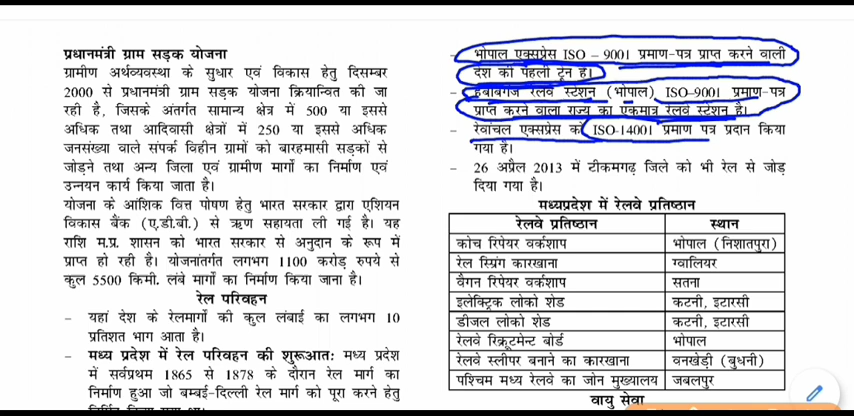 प्रधानमंत्री ग्राम सड़क योजना
ग्रामीण अर्थव्यवस्था के सुधार एवं विकास हेतु दिसम्बर
2000 से प्रधानमंत्री ग्राम सड़क योजना क्रियान्वित की जा
रही है, जिसके अंतर्गत सामान्य क्षेत्र में 500 या इससे
अधिक तथा आदिवासी क्षेत्रों में 250 या इससे अधिक
जनसंख्या वाले संपर्क विहीन ग्रामों को बारहमासी सड़कों से
जोड़ने तथा अन्य जिला एवं ग्रामीण मार्गों का निर्माण एवं
उन्नयन कार्य किया जाता है।
योजना के आंशिक वित्त पोषण हेतु भारत सरकार द्वारा एशियन
विकास बैंक (ए.डी.बी.) से ऋण सहायता ली गई है। यह
राशि म.प्र. शासन को भारत सरकार से अनुदान के रूप में
प्राप्त हो रही है। योजनांतर्गत लगभग 1100 करोड़ रुपये से
कुल 5500 किमी. लंबे मार्गों का निर्माण किया जाना है।
रेल परिवहन
– यहां देश के रेलमार्गों की कुल लंबाई का लगभग 10
प्रतिशत भाग आता है।
– मध्य प्रदेश में रेल परिवहन की शुरूआत: मध्य प्रदेश
में सर्वप्रथम 1865 से 1878 के दौरान रेल मार्ग का
निर्माण हुआ जो बम्बई-दिल्ली रेल मार्ग को पूरा करने हेतु
– भोपाल एक्सप्रेस ISO – 9001 प्रमाण-पत्र प्राप्त करने वाली
देश की पहली ट्रेन है।
– हबीबगंज रेलवे स्टेशन (भोपाल) ISO-9001 प्रमाण-पत्र
प्राप्त करने वाला राज्य का एकमात्र रेलवे स्टेशन है।
– रेवांचल एक्सप्रेस को ISO-14001 प्रमाण पत्र प्रदान किया
गया है।
– 26 अप्रैल 2013 में टीकमगढ़ जिले को भी रेल से जोड़
दिया गया है।
मध्यप्रदेश में रेलवे प्रतिष्ठान
रेलवे प्रतिष्ठान स्थान
कोच रिपेयर वर्कशाप भोपाल (निशातपुरा)
रेल स्प्रिंग कारखाना ग्वालियर
वैगन रिपेयर वर्कशाप सतना
इलेक्ट्रिक लोको शेड कटनी, इटारसी
डीजल लोको शेड कटनी, इटारसी
रेलवे रिक्रूटमेन्ट बोर्ड भोपाल
रेलवे स्लीपर बनाने का कारखाना वनखेड़ी (बुधनी)
पश्चिम मध्य रेलवे का जोन मुख्यालय जबलपुर
वायु सेवा